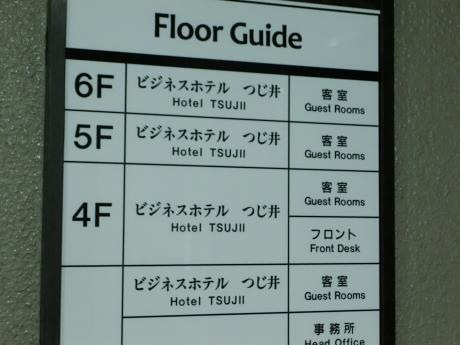 Floor Guide
6F
ビジネスホテル つじ井
Hotel TSUJII
客室
Guest Rooms
5F
ビジネスホテル つじ井
Hotel TSUJII
客室
Guest Rooms
4F
ビジネスホテル つじ井
Hotel TSUJII
客室
Guest Rooms
フロント
Front Desk
ビジネスホテル つじ井
Hotel TSUJII
客室
Guest Rooms
事務所
Head Office